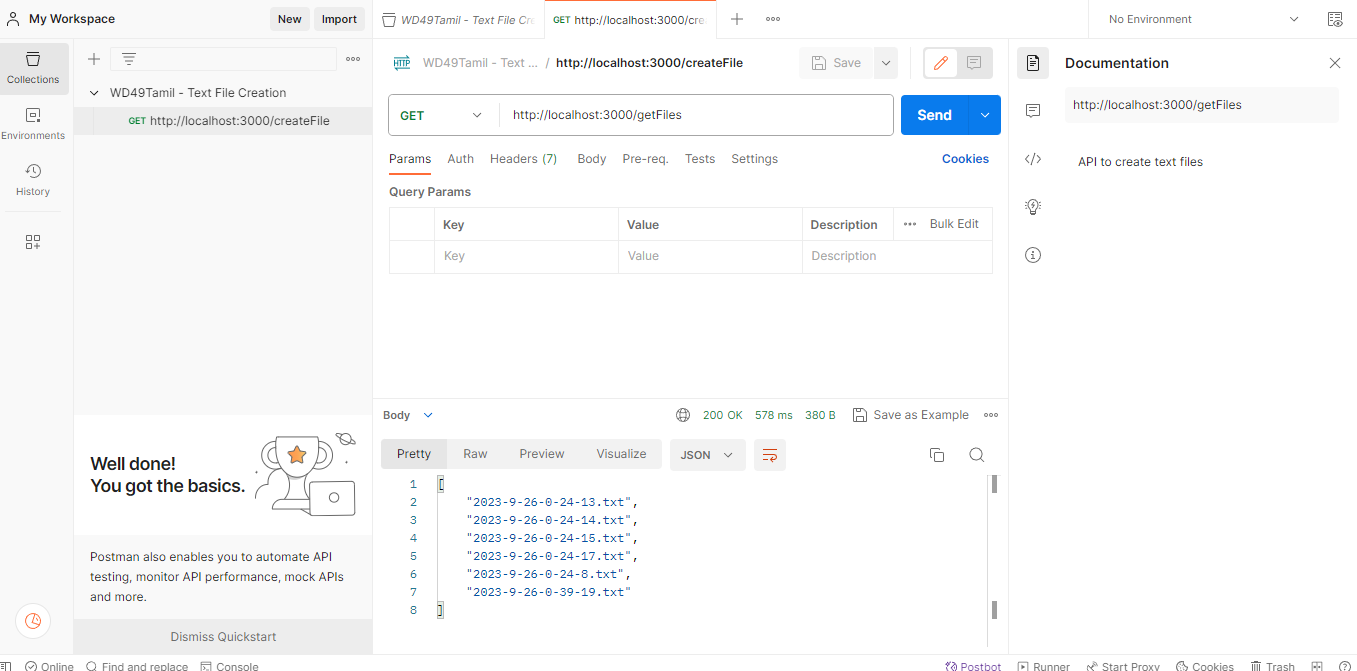 My Workspace
New
Import
WD49Tamil - Text File Cre
GET http://localhost:3000/cre
No Environment
Collections
Environments
History
WD49Tamil - Text File Creation
GET http://localhost:3000/createFile
HTTP
WD49Tamil - Text ... / http://localhost:3000/createFile
Save
GET
http://localhost:3000/getFiles
Send
Params
Auth
Headers (7)
Body
Pre-req.
Tests
Settings
Cookies
Query Params
Key
Value
Description
Bulk Edit
Key
Value
Description
Documentation
http://localhost:3000/getFiles
API to create text files
Well done!
You got the basics.
Postman also enables you to automate API
testing, monitor API performance, mock APIs
and more.
Dismiss Quickstart
Body
200 OK
578 ms
380 B
Save as Example
Pretty
Raw
Preview
Visualize
JSON
1 [
2 "2023-9-26-0-24-13.txt",
3 "2023-9-26-0-24-14.txt",
4 "2023-9-26-0-24-15.txt",
5 "2023-9-26-0-24-17.txt",
6 "2023-9-26-0-24-8.txt",
7 "2023-9-26-0-39-19.txt"
8 ]
Online
Find and replace
Console
Postbot
Runner
Start Proxy
Cookies
Trash